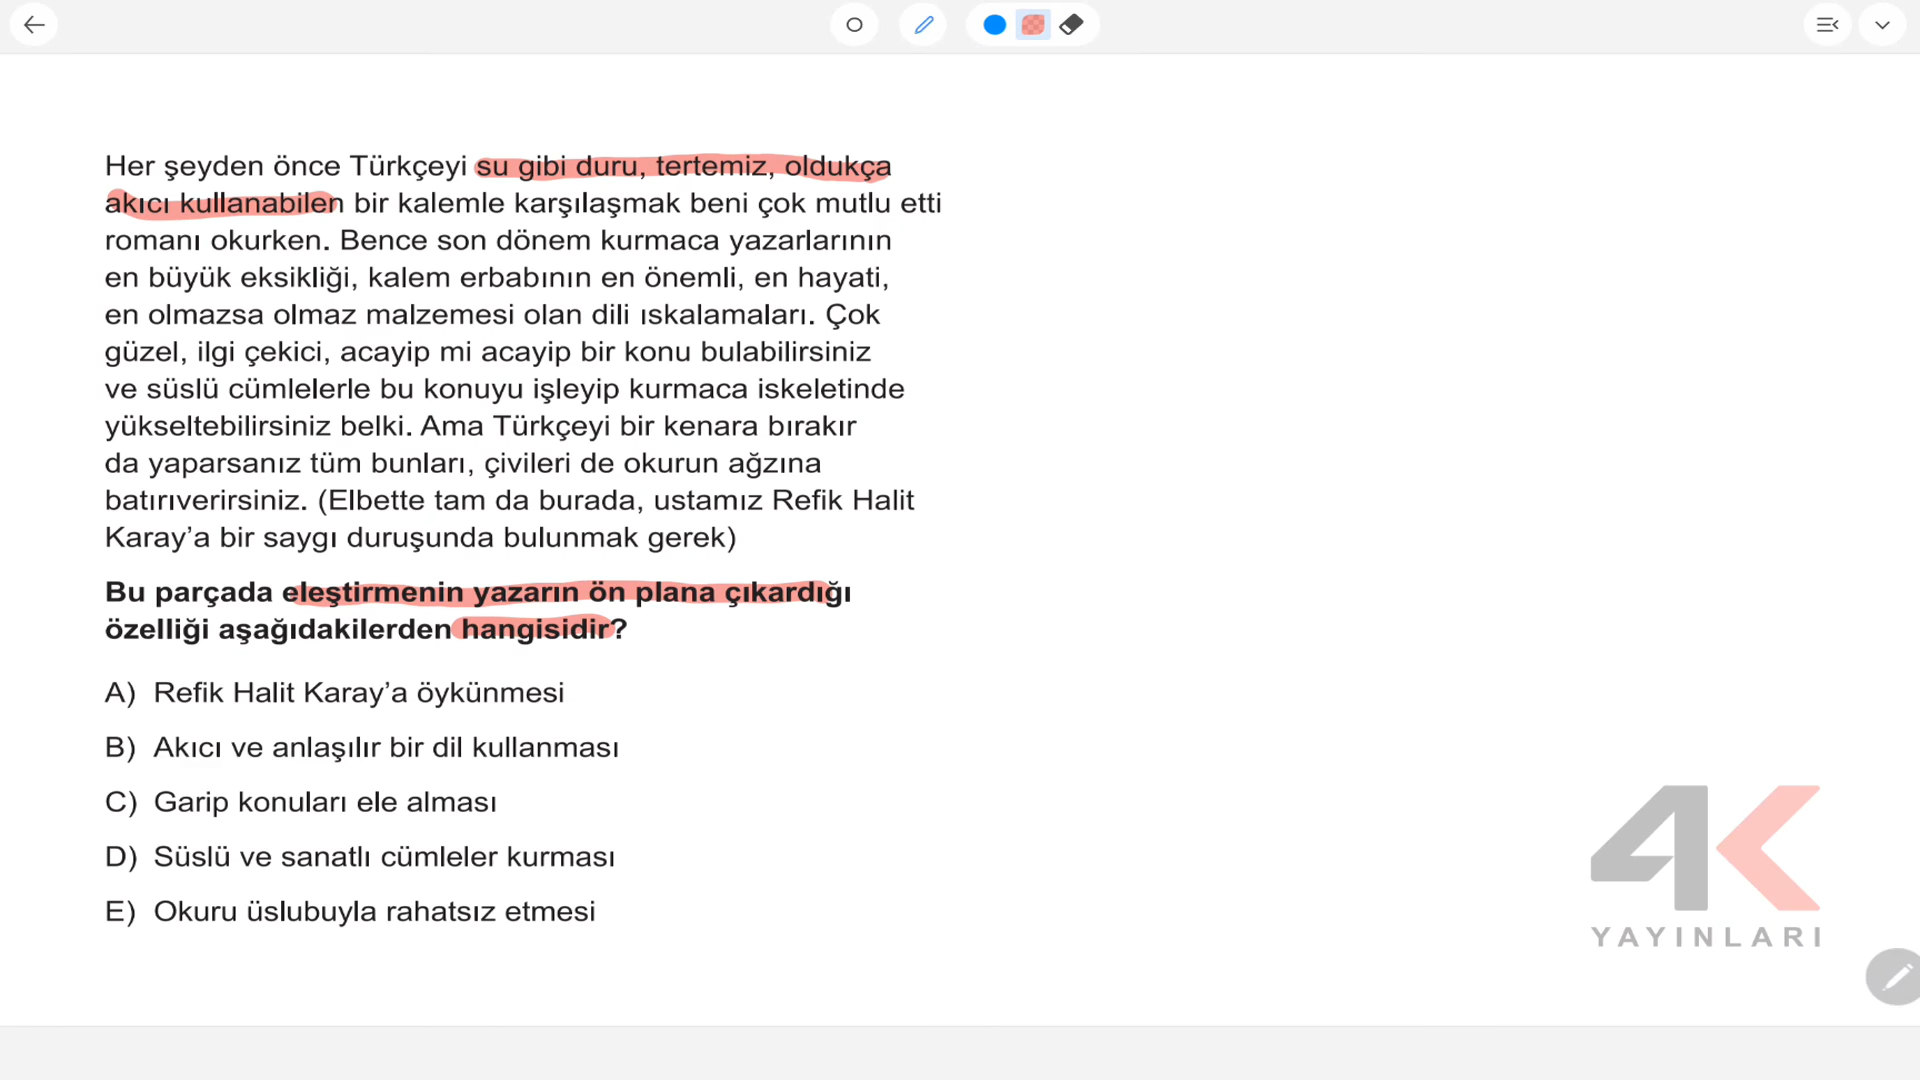 Her şeyden önce Türkçeyi su gibi duru, tertemiz, oldukça
akıcı kullanabilen bir kalemle karşılaşmak beni çok mutlu etti
romanı okurken. Bence son dönem kurmaca yazarlarının
en büyük eksikliği, kalem erbabının en önemli, en hayati,
en olmazsa olmaz malzemesi olan dili ıskalamaları. Çok
güzel, ilgi çekici, acayip mi acayip bir konu bulabilirsiniz
ve süslü cümlelerle bu konuyu işleyip kurmaca iskeletinde
yükseltebilirsiniz belki. Ama Türkçeyi bir kenara bırakır
da yaparsanız tüm bunları, çivileri de okurun ağzına
batırıverirsiniz. (Elbette tam da burada, ustamız Refik Halit
Karay’a bir saygı duruşunda bulunmak gerek)
Bu parçada eleştirmenin yazarın ön plana çıkardığı
özelliği aşağıdakilerden hangisidir?
A) Refik Halit Karay’a öykünmesi
B) Akıcı ve anlaşılır bir dil kullanması
C) Garip konuları ele alması
D) Süslü ve sanatlı cümleler kurması
E) Okuru üslubuyla rahatsız etmesi
4K
YAYINLARI